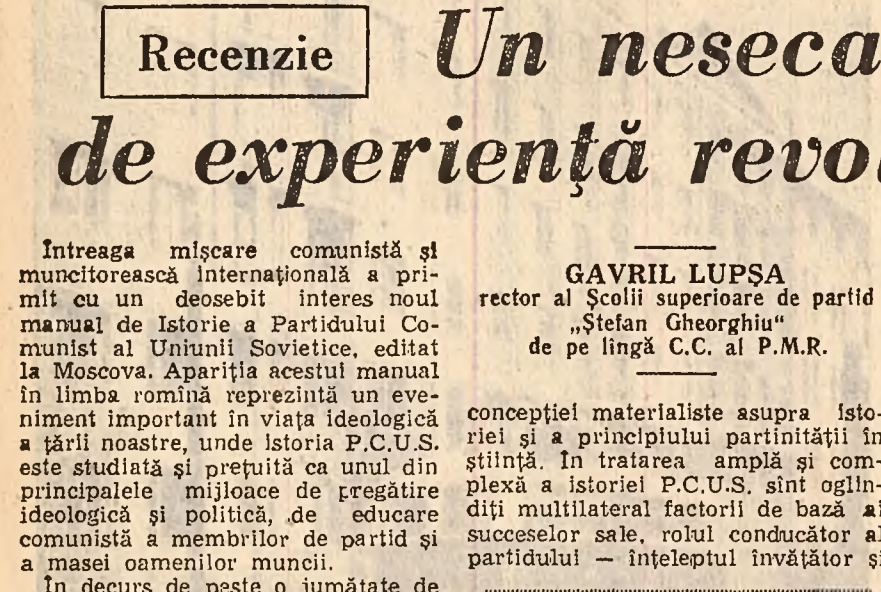 Recenzie
Un neseca
de experiență revol
Întreaga mișcare comunistă și
muncitorească internațională a pri-
mit cu un deosebit interes noul
manual de Istorie a Partidului Co-
munist al Uniunii Sovietice, editat
la Moscova. Apariția acestui manual
în limba romînă reprezintă un eve-
niment important în viața ideologică
a țării noastre, unde istoria P.C.U.S.
este studiată și prețuită ca unul din
principalele mijloace de pregătire
ideologică și politică, de educare
comunistă a membrilor de partid și
a masei oamenilor muncii.
În decurs de peste o jumătate de
GAVRIL LUPȘA
rector al Școlii superioare de partid
„Ștefan Gheorghiu“
de pe lîngă C.C. al P.M.R.
concepției materialiste asupra isto-
riei și a principiului partinității în
știință. În tratarea amplă și com-
plexă a istoriei P.C.U.S. sînt oglin-
diți multilateral factorii de bază ai
succeselor sale, rolul conducător al
partidului — înțeleptul învățător și